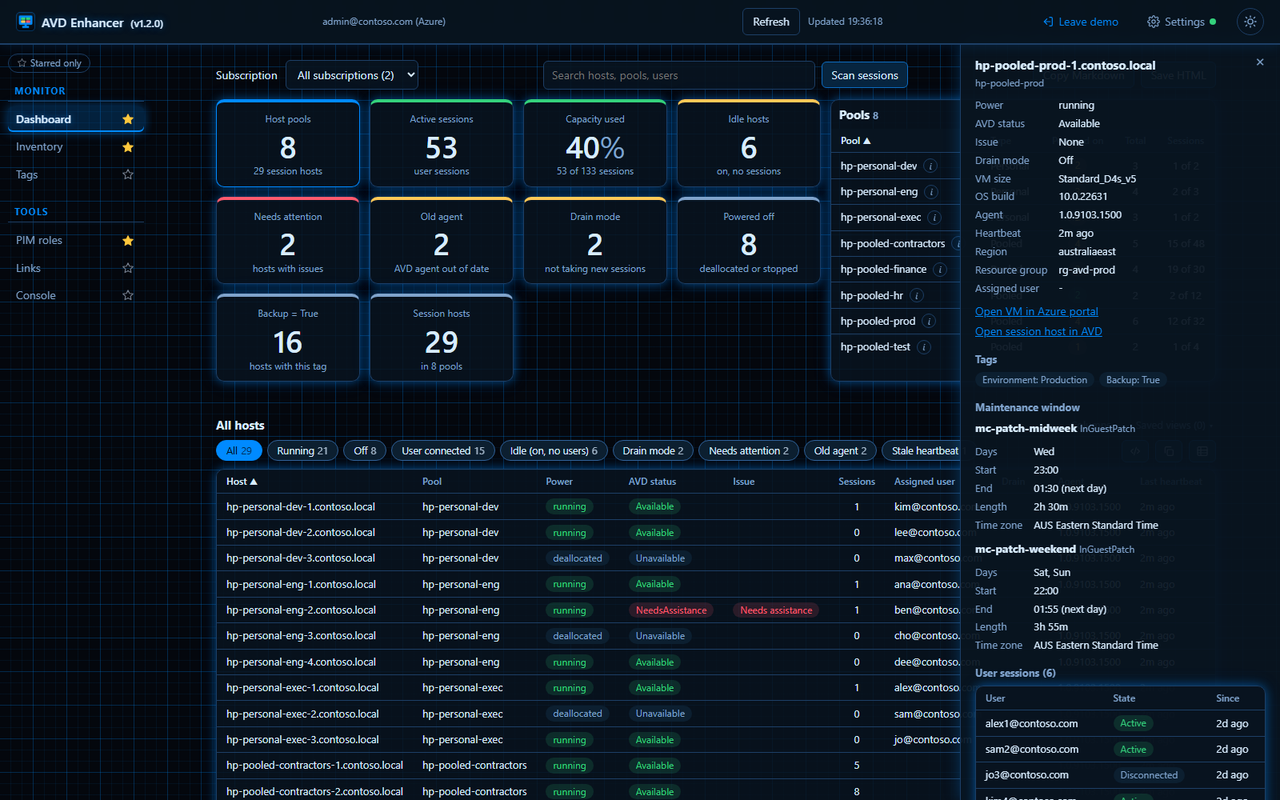 AVD Enhancer (v1.2.0)
admin@contoso.com (Azure)
Refresh
Updated 19:36:18
Leave demo
Settings
Starred only
MONITOR
Dashboard
Inventory
Tags
TOOLS
PIM roles
Links
Console
Subscription
All subscriptions (2)
Search hosts, pools, users
Scan sessions
Host pools
8
29 session hosts
Active sessions
53
user sessions
Capacity used
40%
53 of 133 sessions
Idle hosts
6
on, no sessions
Needs attention
2
hosts with issues
Old agent
2
AVD agent out of date
Drain mode
2
not taking new sessions
Powered off
8
deallocated or stopped
Backup = True
16
hosts with this tag
Session hosts
29
in 8 pools
Pools 8
Pool ▲
hp-personal-dev
hp-personal-eng
hp-personal-exec
hp-pooled-contractors
hp-pooled-finance
hp-pooled-hr
hp-pooled-prod
hp-pooled-test
All hosts
All 29
Running 21
Off 8
User connected 15
Idle (on, no users) 6
Drain mode 2
Needs attention 2
Old agent 2
Stale heartbeat
Host ▲ Pool Power AVD status Issue Sessions Assigned user
hp-personal-dev-1.contoso.local hp-personal-dev running Available 1 kim@contoso.
hp-personal-dev-2.contoso.local hp-personal-dev running Available 0 lee@contoso.c
hp-personal-dev-3.contoso.local hp-personal-dev deallocated Unavailable 0 max@contoso.
hp-personal-eng-1.contoso.local hp-personal-eng running Available 1 ana@contoso.
hp-personal-eng-2.contoso.local hp-personal-eng running NeedsAssistance Needs assistance 1 ben@contoso.
hp-personal-eng-3.contoso.local hp-personal-eng deallocated Unavailable 0 cho@contoso.
hp-personal-eng-4.contoso.local hp-personal-eng running Available 0 dee@contoso.
hp-personal-exec-1.contoso.local hp-personal-exec running Available 1 alex@contoso.
hp-personal-exec-2.contoso.local hp-personal-exec deallocated Unavailable 0 sam@contoso.
hp-personal-exec-3.contoso.local hp-personal-exec running Available 0 jo@contoso.co
hp-pooled-contractors-1.contoso.local hp-pooled-contractors running Available 5
hp-pooled-contractors-2.contoso.local hp-pooled-contractors running Available 8
hp-pooled-prod-1.contoso.local
hp-pooled-prod
Power running
AVD status Available
Issue None
Drain mode Off
VM size Standard_D4s_v5
OS build 10.0.22631
Agent 1.0.9103.1500
Heartbeat 2m ago
Region australiaeast
Resource group rg-avd-prod
Assigned user -
Open VM in Azure portal
Open session host in AVD
Tags
Environment: Production
Backup: True
Maintenance window
mc-patch-midweek InGuestPatch
Days Wed
Start 23:00
End 01:30 (next day)
Length 2h 30m
Time zone AUS Eastern Standard Time
mc-patch-weekend InGuestPatch
Days Sat, Sun
Start 22:00
End 01:55 (next day)
Length 3h 55m
Time zone AUS Eastern Standard Time
User sessions (6)
User State Since
alex1@contoso.com Active 2d ago
sam2@contoso.com Active 2d ago
jo3@contoso.com Disconnected 2d ago